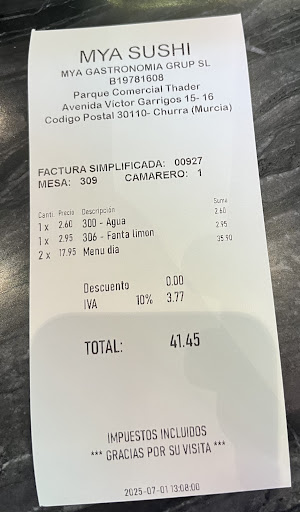 MYA SUSHI
MYA GASTRONOMIA GRUP SL
B19781608
Parque Comercial Thader
Avenida Victor Garrigos 15- 16
Codigo Postal 30110- Churra (Murcia)
FACTURA SIMPLIFICADA: 00927
MESA: 309 CAMARERO: 1
Canti Precio Descripción Suma
1 x 2.60 300 - Agua 2.60
1 x 2.95 306 - Fanta limon 2.95
2 x 17.95 Menu dia 35.90
Descuento 0.00
IVA 10% 3.77
TOTAL: 41.45
IMPUESTOS INCLUIDOS
*** GRACIAS POR SU VISITA ***
2025-07-01 13:08:00